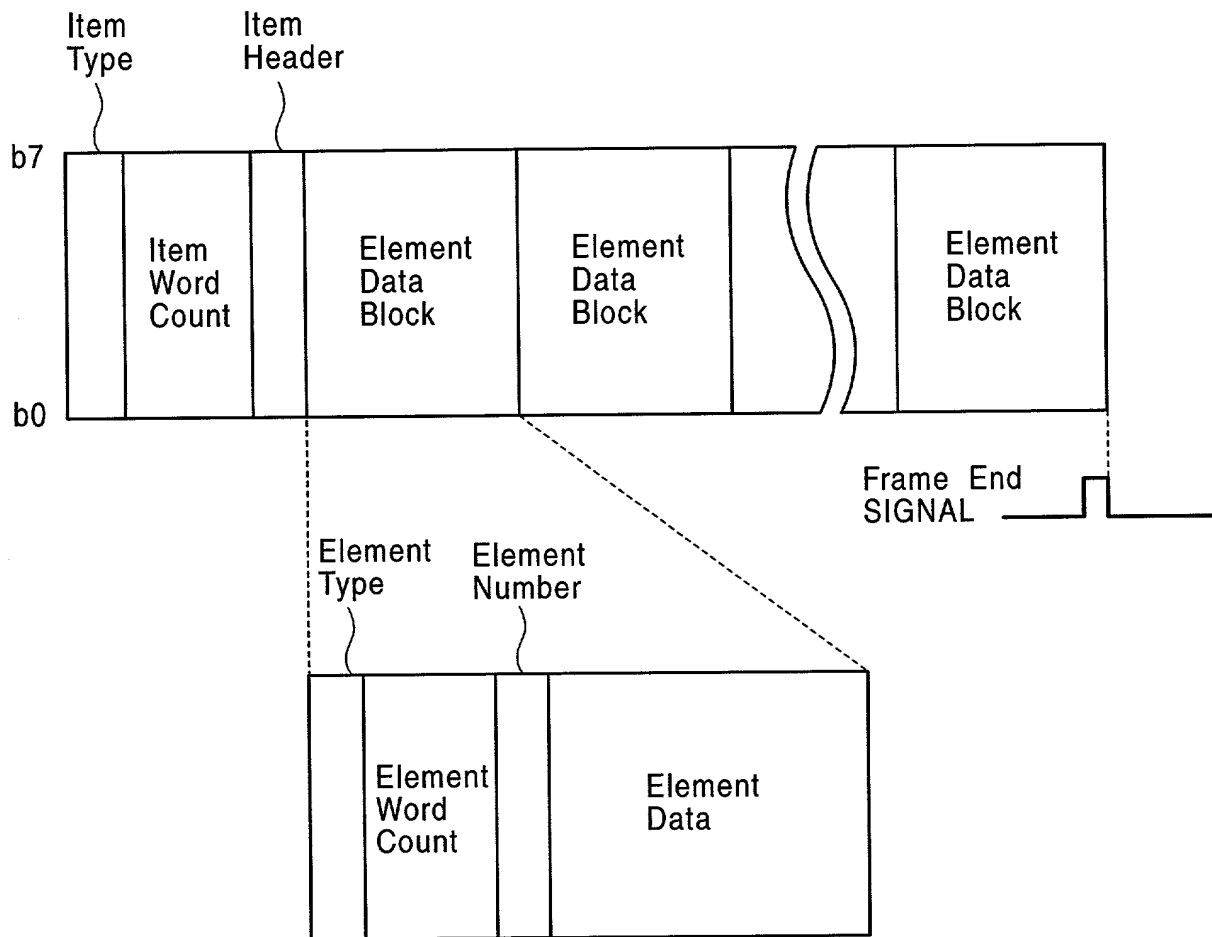 Item
Type
Item
Header
b7
b0
Item
Word
Count
Element
Data
Block
Element
Data
Block
Element
Data
Block
Frame End
SIGNAL
Element
Type
Element
Number
Element
Word
Count
Element
Data